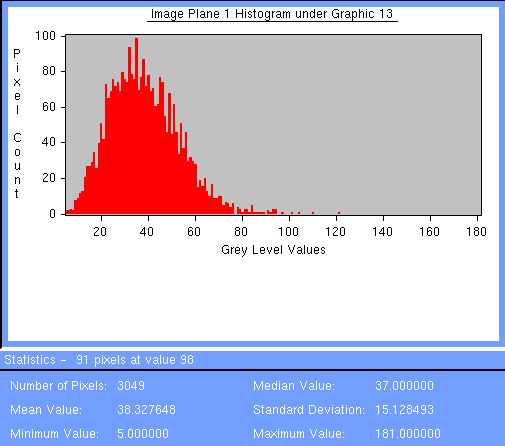 Image Plane 1 Histogram under Graphic 13
Pixel Count
100
80
60
40
20
0
20 40 60 80 100 120 140 160 180
Grey Level Values
Statistics - 91 pixels at value 98
Number of Pixels: 3049 Median Value: 37.000000
Mean Value: 38.327648 Standard Deviation: 15.128493
Minimum Value: 5.000000 Maximum Value: 181.000000